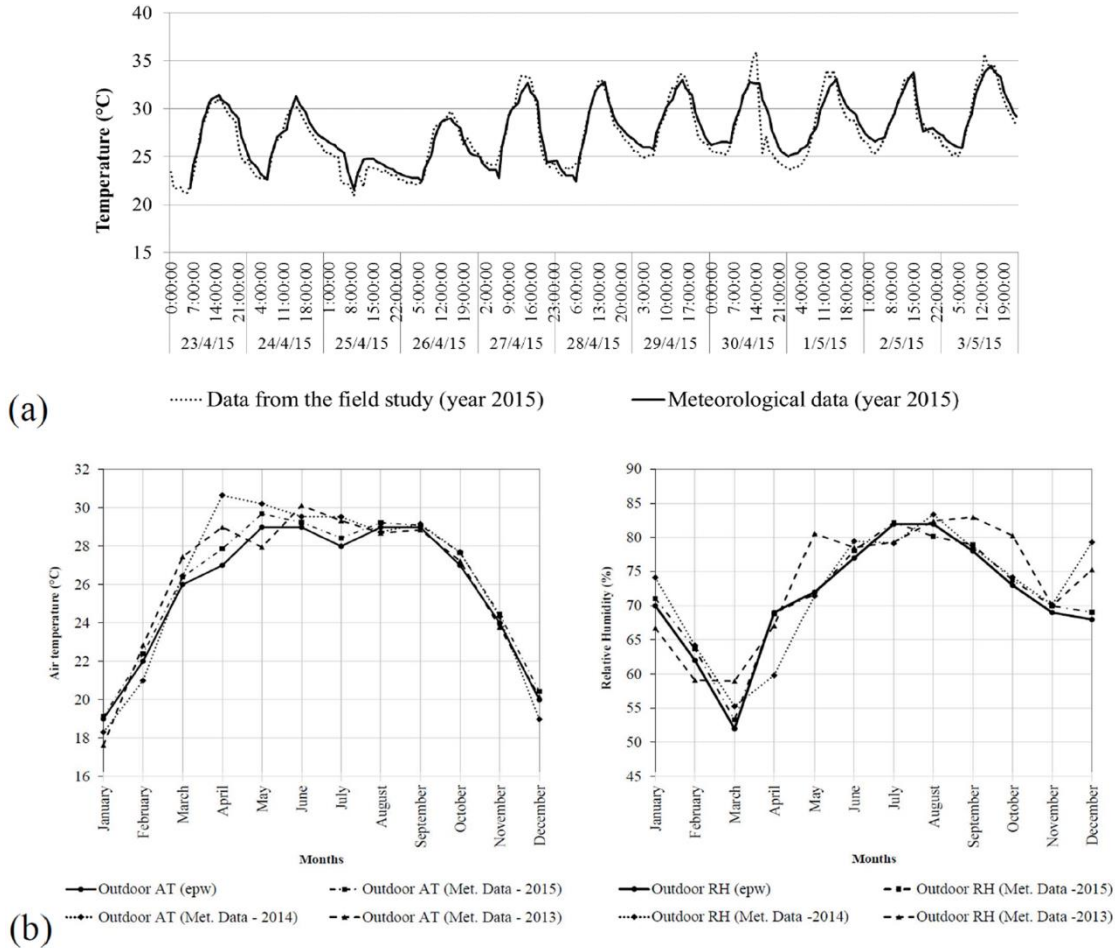 40
35
30
25
20
15
Temperature (°C)
0:00:00
7:00:00
14:00:00
21:00:00
4:00:00
11:00:00
18:00:00
1:00:00
8:00:00
15:00:00
22:00:00
5:00:00
12:00:00
19:00:00
2:00:00
9:00:00
16:00:00
23:00:00
6:00:00
13:00:00
20:00:00
3:00:00
10:00:00
17:00:00
0:00:00
7:00:00
14:00:00
21:00:00
4:00:00
11:00:00
18:00:00
1:00:00
8:00:00
15:00:00
22:00:00
5:00:00
12:00:00
19:00:00
23/4/15 24/4/15 25/4/15 26/4/15 27/4/15 28/4/15 29/4/15 30/4/15 1/5/15 2/5/15 3/5/15
(a)
Data from the field study (year 2015) Meteorological data (year 2015)
32
30
28
26
24
22
20
18
16
Air temperature (°C)
January
February
March
April
May
June
July
August
September
October
November
December
Months
Outdoor AT (epw) Outdoor AT (Met. Data - 2015)
Outdoor AT (Met. Data - 2014) Outdoor AT (Met. Data - 2013)
90
85
80
75
70
65
60
55
50
45
Relative Humidity (%)
January
February
March
April
May
June
July
August
September
October
November
December
Months
Outdoor RH (epw) Outdoor RH (Met. Data -2015)
Outdoor RH (Met. Data -2014) Outdoor RH (Met. Data -2013)
(b)